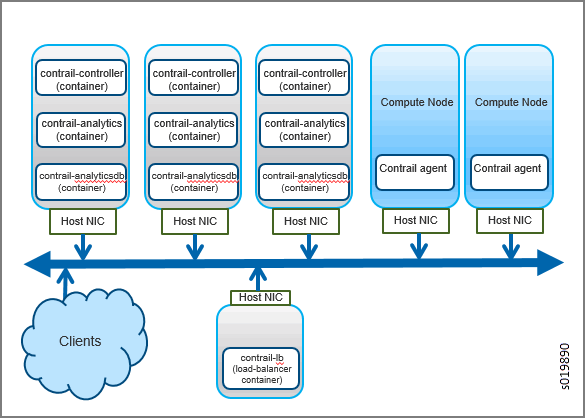 contrail-controller
(container)
contrail-analytics
(container)
contrail-analyticsdb
(container)
Host NIC
contrail-controller
(container)
contrail-analytics
(container)
contrail-analyticsdb
(container)
Host NIC
contrail-controller
(container)
contrail-analytics
(container)
contrail-analyticsdb
(container)
Host NIC
Compute Node
Contrail agent
Host NIC
Compute Node
Contrail agent
Host NIC
Clients
Host NIC
contrail-lb
(load-balancer
container)
s019890